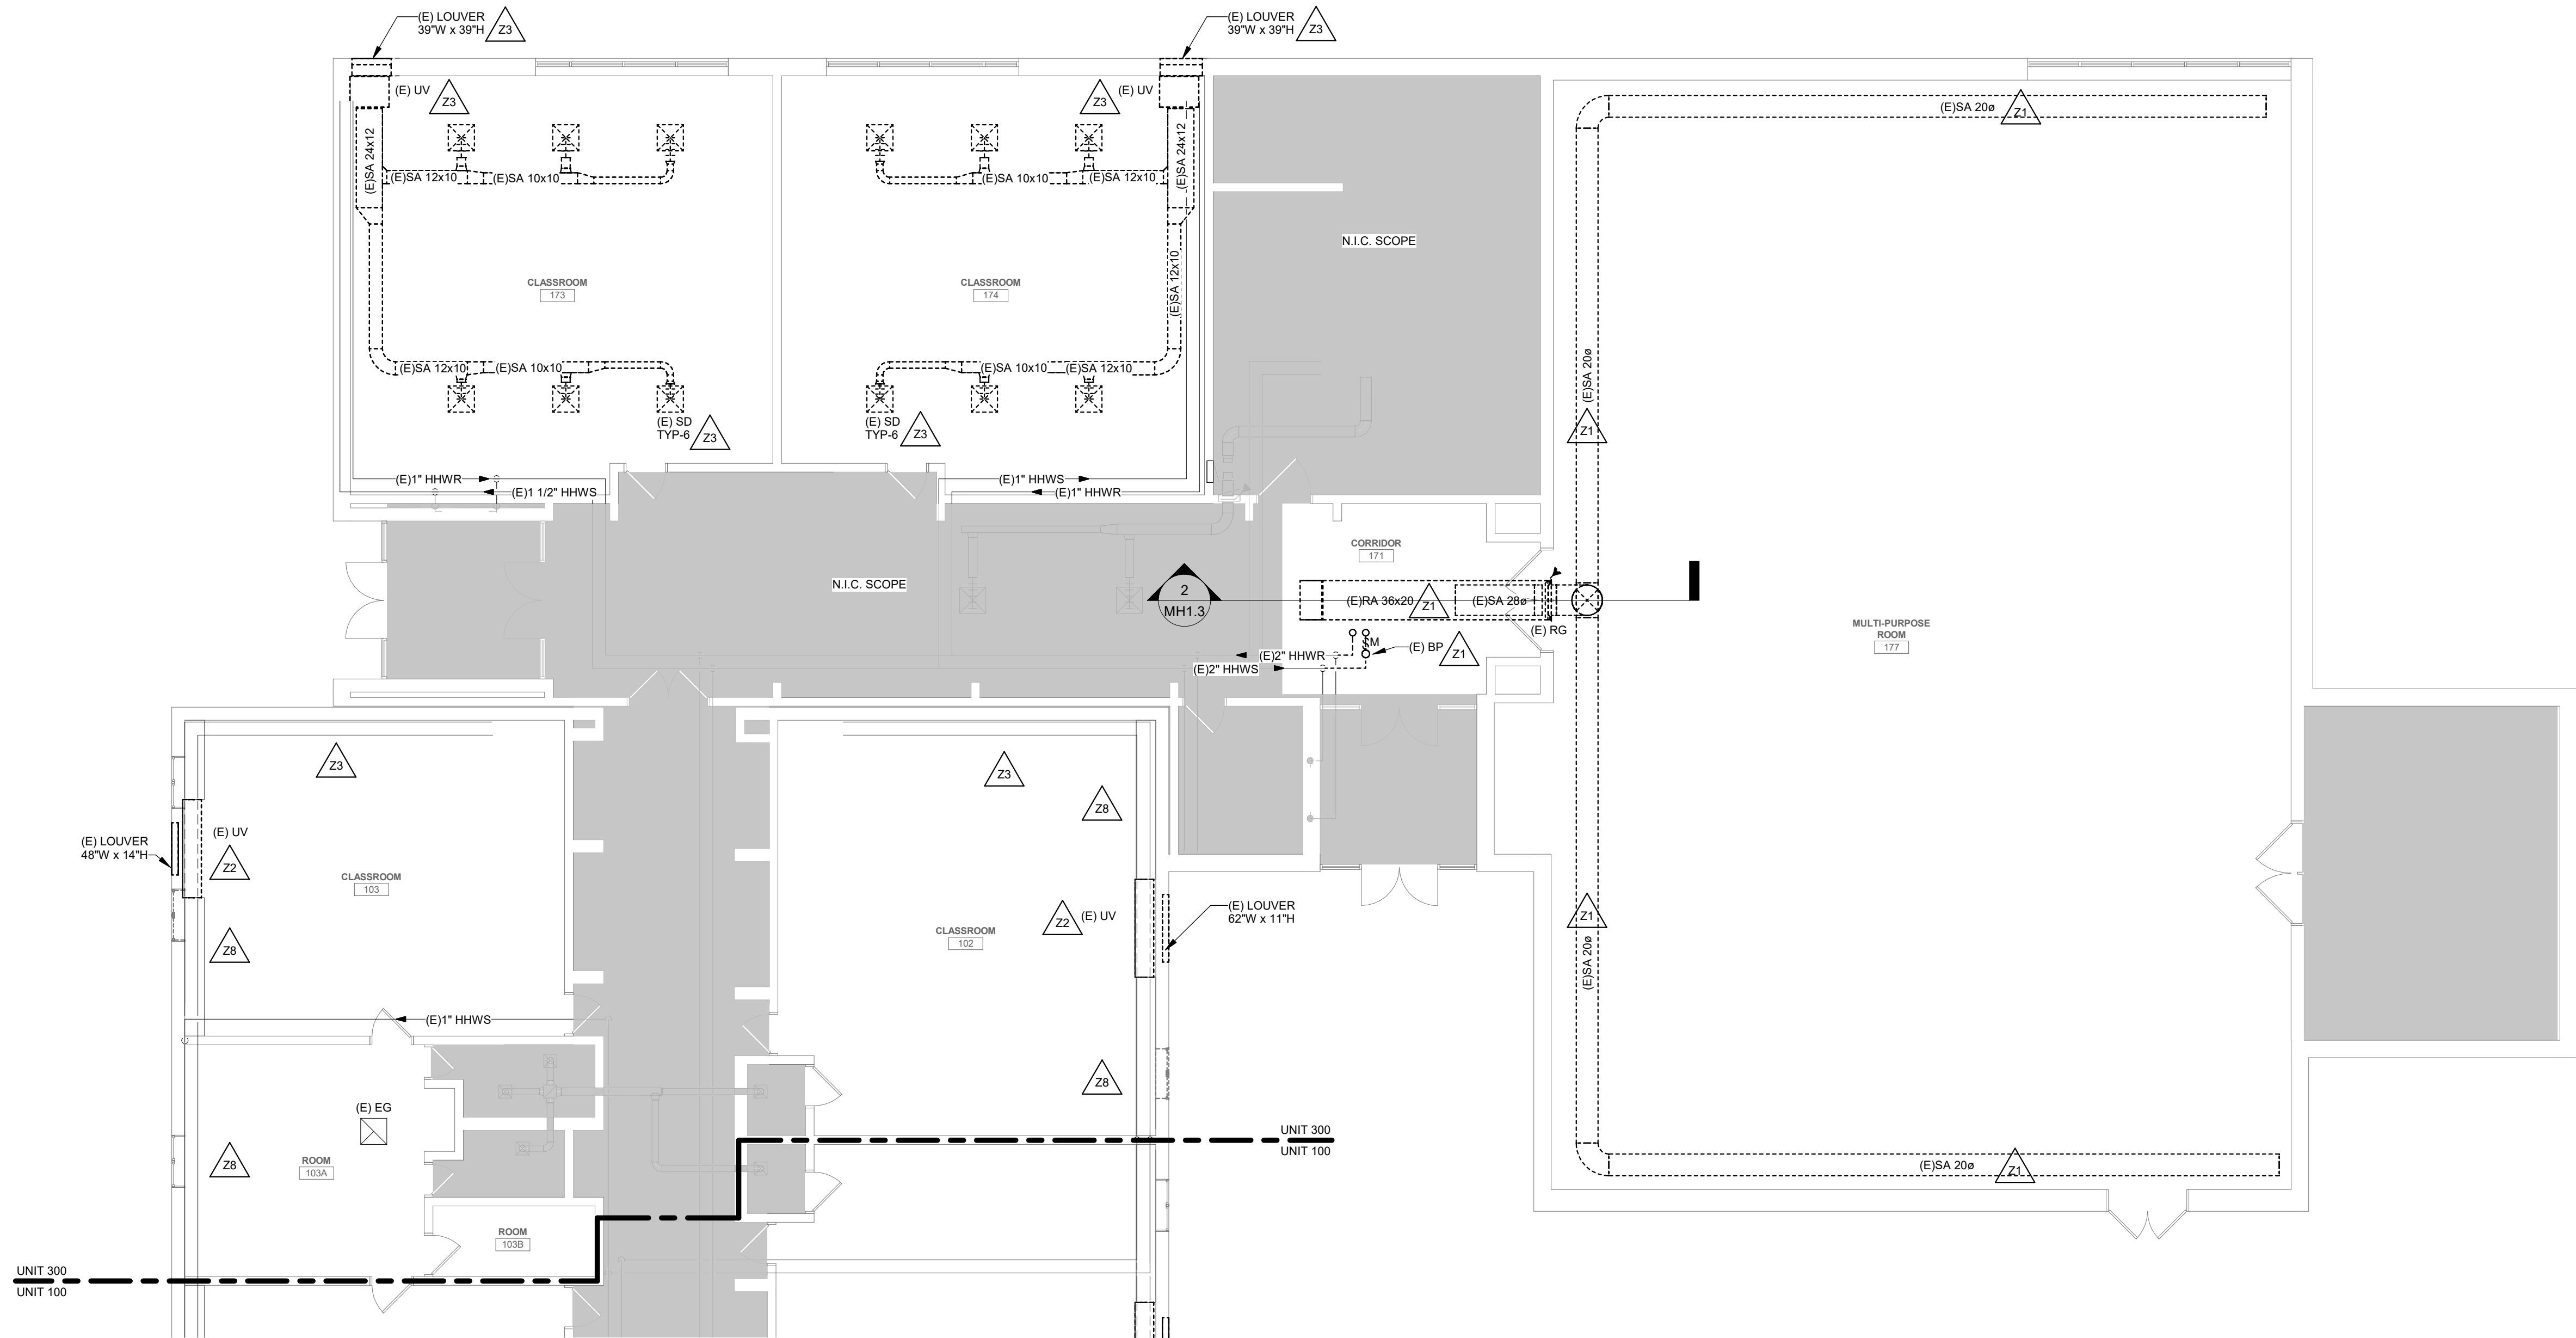 (E) LOUVER
39"W x 39"H
Z3
(E) LOUVER
39"W x 39"H
Z3
(E) UV
Z3
Z3
(E) UV
(E)SA 20ø
Z1
(E)SA 24x12
(E)SA 24x12
(E)SA 12x10
(E)SA 10x10
(E)SA 10x10
(E)SA 12x10
N.I.C. SCOPE
CLASSROOM
173
CLASSROOM
174
(E)SA 12x10
(E)SA 12x10
(E)SA 10x10
(E)SA 10x10
(E)SA 12x10
(E)SA 20ø
Z1
(E) SD
TYP-6
Z3
(E) SD
TYP-6
Z3
(E)1" HHWR
(E)1 1/2" HHWS
(E)1" HHWS
(E)1" HHWR
CORRIDOR
171
N.I.C. SCOPE
2
MH1.3
(E)RA 36x20
Z1
(E)SA 28ø
(E) RG
M
(E) BP
Z1
(E)2" HHWR
(E)2" HHWS
MULTI-PURPOSE
ROOM
177
Z3
Z3
Z8
(E) LOUVER
48"W x 14"H
(E) UV
Z2
CLASSROOM
103
Z8
CLASSROOM
102
Z2
(E) UV
(E) LOUVER
62"W x 11"H
Z1
(E)SA 20ø
(E)1" HHWS
Z8
(E) EG
Z8
ROOM
103A
UNIT 300
UNIT 100
(E)SA 20ø
Z1
ROOM
103B
UNIT 300
UNIT 100